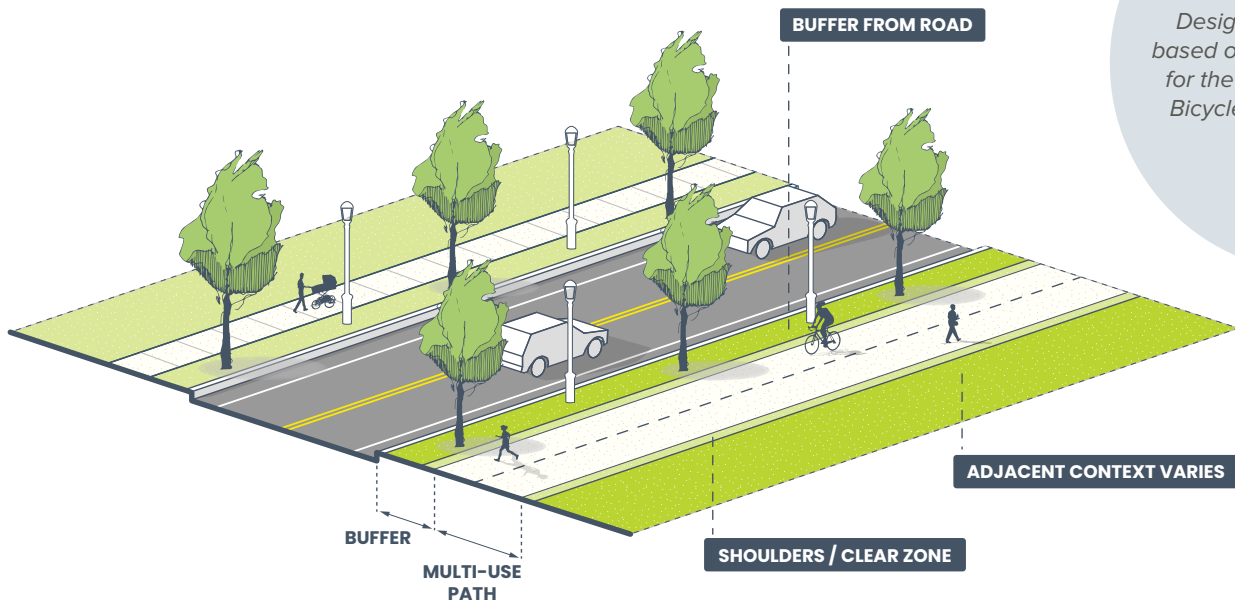 BUFFER FROM ROAD
Desig
based o
for the
Bicycle
ADJACENT CONTEXT VARIES
SHOULDERS / CLEAR ZONE
BUFFER
MULTI-USE
PATH